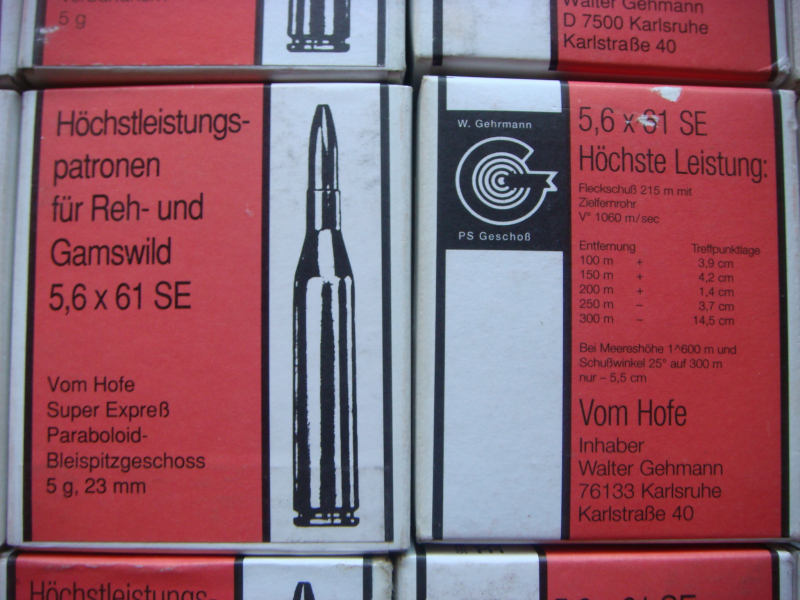 5 g
Walter Gehmann
D 7500 Karlsruhe
Karlstraße 40
Höchstleistungs-
patronen
für Reh- und
Gamswild
5,6 x 61 SE
Vom Hofe
Super Expreß
Paraboloid-
Bleispitzgeschoss
5 g, 23 mm
W. Gehrmann
PS Geschoß
5,6 x 61 SE
Höchste Leistung:
Fleckschuß 215 m mit
Zielfernrohr
V° 1060 m/sec
Entfernung Treffpunktlage
100 m + 3,9 cm
150 m + 4,2 cm
200 m + 1,4 cm
250 m – 3,7 cm
300 m – 14,5 cm
Bei Meereshöhe 1^600 m und
Schußwinkel 25° auf 300 m
nur – 5,5 cm
Vom Hofe
Inhaber
Walter Gehmann
76133 Karlsruhe
Karlstraße 40
Höchstleistungs-
5,6 x 61 SE